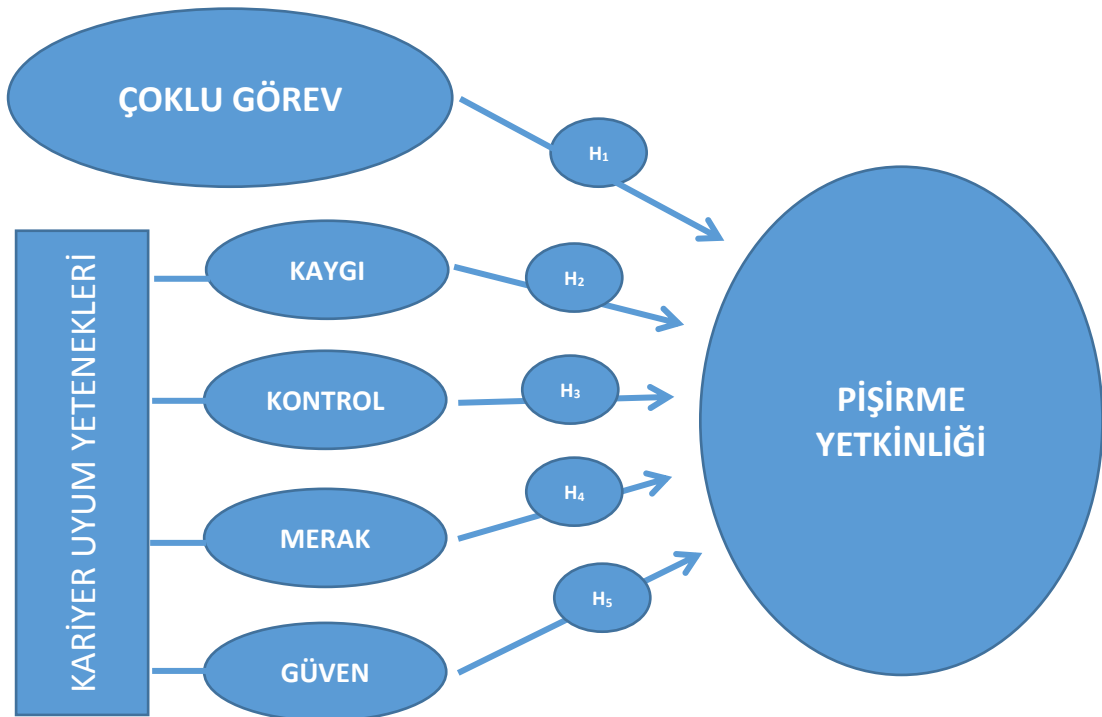 ÇOKLU GÖREV
H₁
KARİYER UYUM YETENEKLERİ
KAYGI
H₂
KONTROL
H₃
MERAK
H₄
GÜVEN
H₅
PİŞİRME
YETKİNLİĞİ